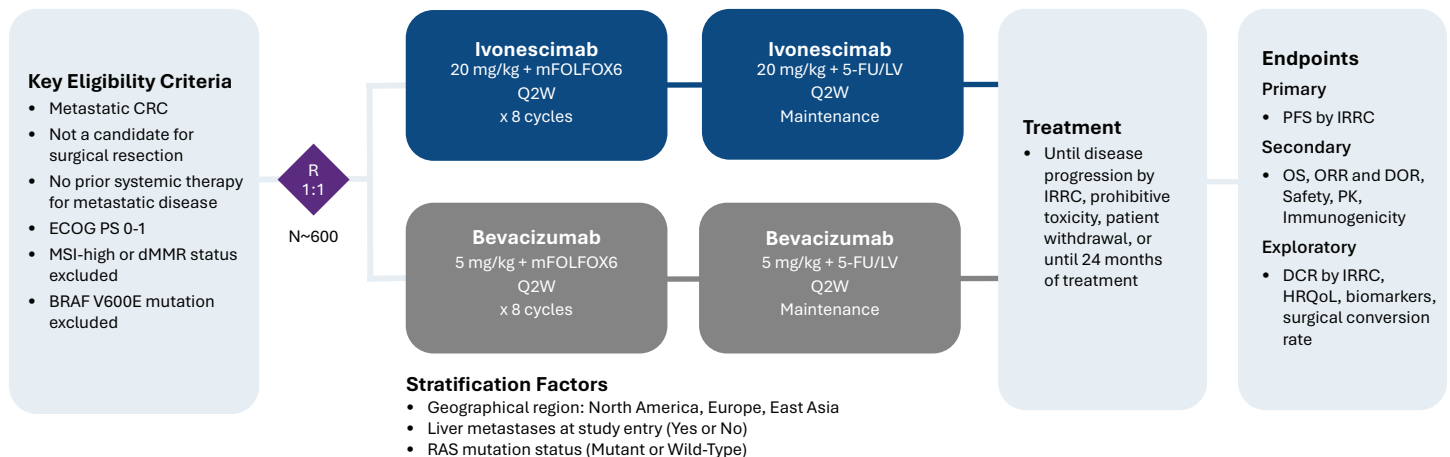 Key Eligibility Criteria
• Metastatic CRC
• Not a candidate for
surgical resection
• No prior systemic therapy
for metastatic disease
• ECOG PS 0-1
• MSI-high or dMMR status
excluded
• BRAF V600E mutation
excluded
R
1:1
N~600
Ivonescimab
20 mg/kg + mFOLFOX6
Q2W
x 8 cycles
Ivonescimab
20 mg/kg + 5-FU/LV
Q2W
Maintenance
Bevacizumab
5 mg/kg + mFOLFOX6
Q2W
x 8 cycles
Bevacizumab
5 mg/kg + 5-FU/LV
Q2W
Maintenance
Stratification Factors
• Geographical region: North America, Europe, East Asia
• Liver metastases at study entry (Yes or No)
• RAS mutation status (Mutant or Wild-Type)
Treatment
• Until disease
progression by
IRRC, prohibitive
toxicity, patient
withdrawal, or
until 24 months
of treatment
Endpoints
Primary
• PFS by IRRC
Secondary
• OS, ORR and DOR,
Safety, PK,
Immunogenicity
Exploratory
• DCR by IRRC,
HRQoL, biomarkers,
surgical conversion
rate